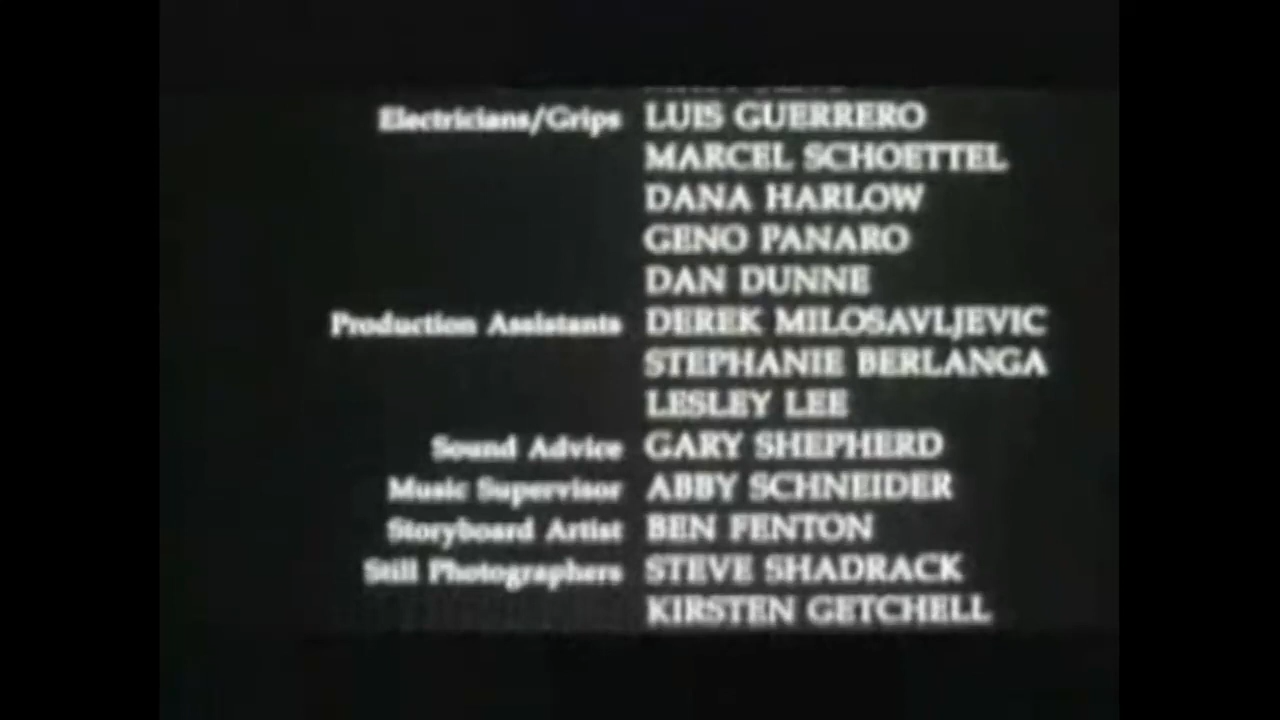 Electricians/Grips LUIS GUERRERO
MARCEL SCHOETTEL
DANA HARLOW
GENO PANARO
DAN DUNNE
Production Assistants DEREK MILOSAVLJEVIC
STEPHANIE BERLANGA
LESLEY LEE
Sound Advice GARY SHEPHERD
Music Supervisor ABBY SCHNEIDER
Storyboard Artist BEN FENTON
Still Photographers STEVE SHADRACK
KIRSTEN GETCHELL